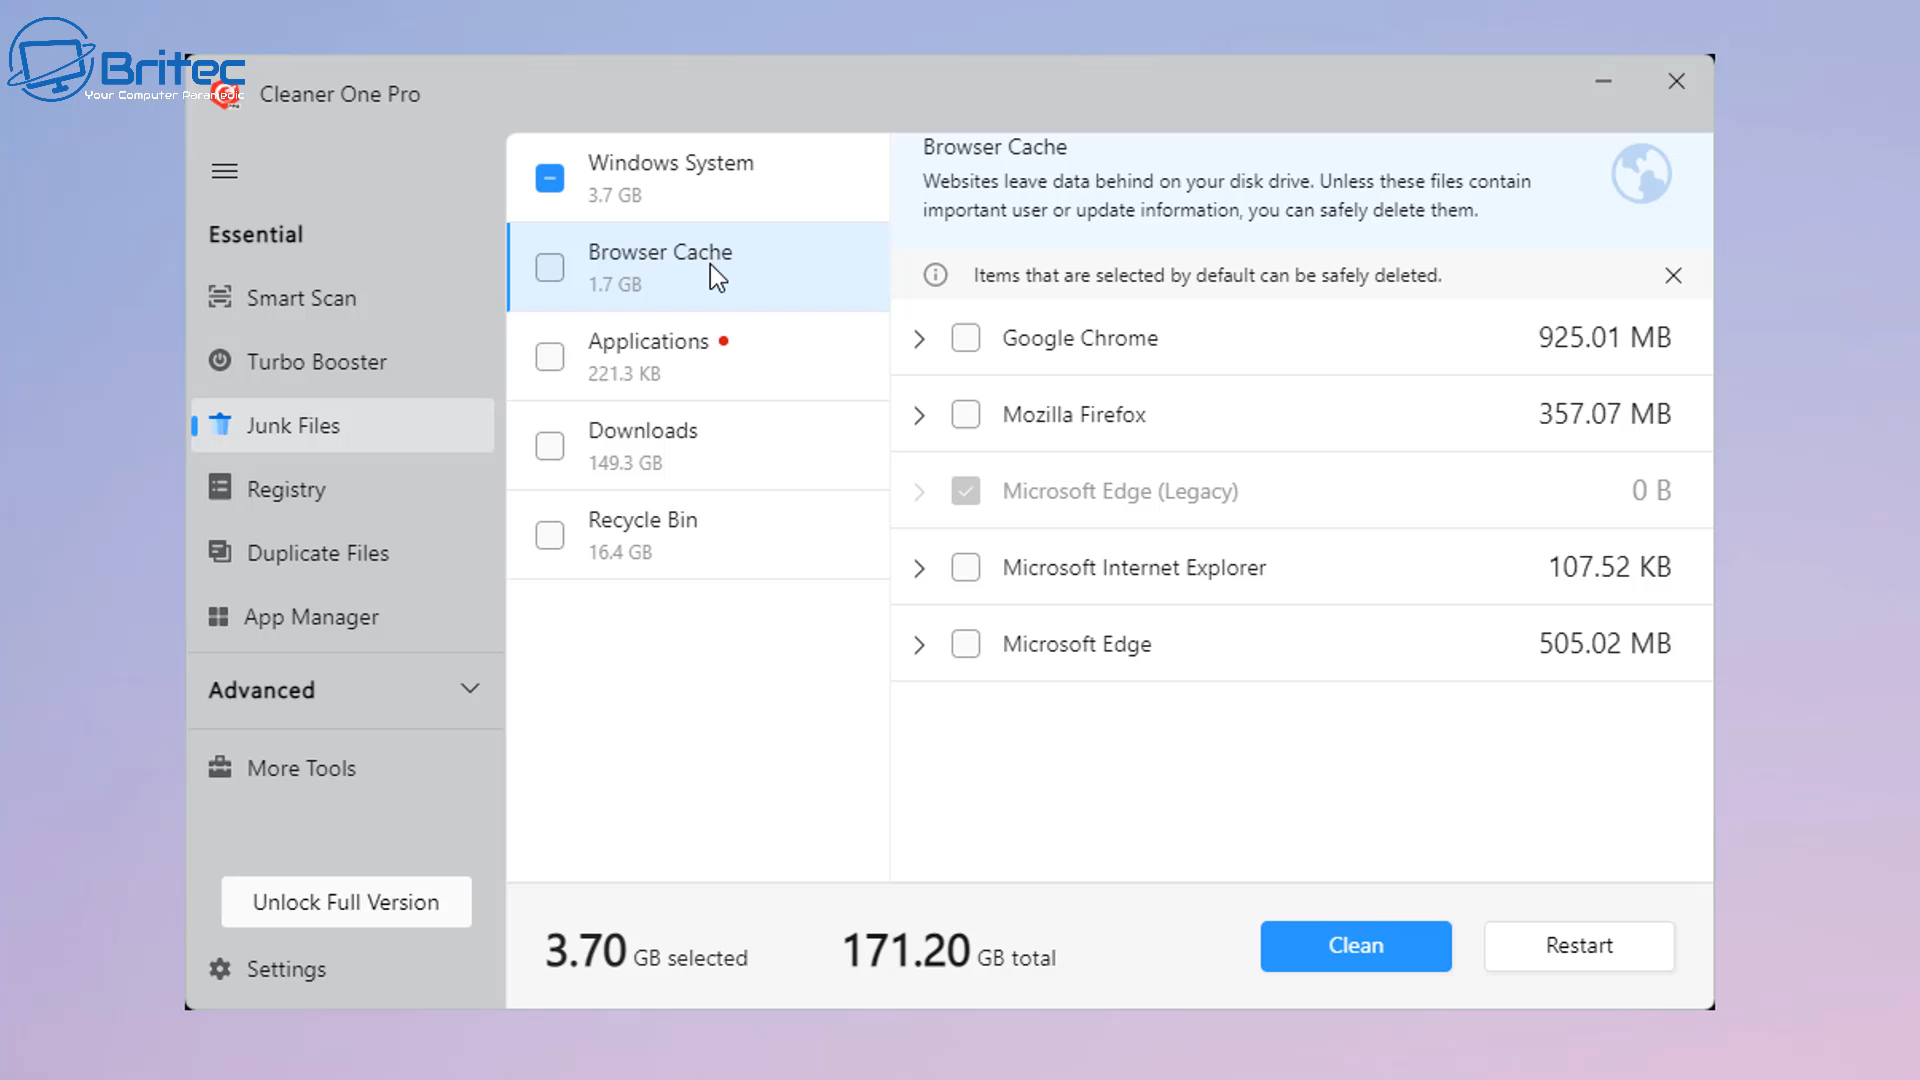 Britec
Your Computer Paramedic
Cleaner One Pro
Essential
Smart Scan
Turbo Booster
Junk Files
Registry
Duplicate Files
App Manager
Advanced
More Tools
Unlock Full Version
Settings
Windows System
3.7 GB
Browser Cache
1.7 GB
Applications
221.3 KB
Downloads
149.3 GB
Recycle Bin
16.4 GB
Browser Cache
Websites leave data behind on your disk drive. Unless these files contain
important user or update information, you can safely delete them.
Items that are selected by default can be safely deleted.
Google Chrome 925.01 MB
Mozilla Firefox 357.07 MB
Microsoft Edge (Legacy) 0 B
Microsoft Internet Explorer 107.52 KB
Microsoft Edge 505.02 MB
3.70 GB selected 171.20 GB total
Clean
Restart